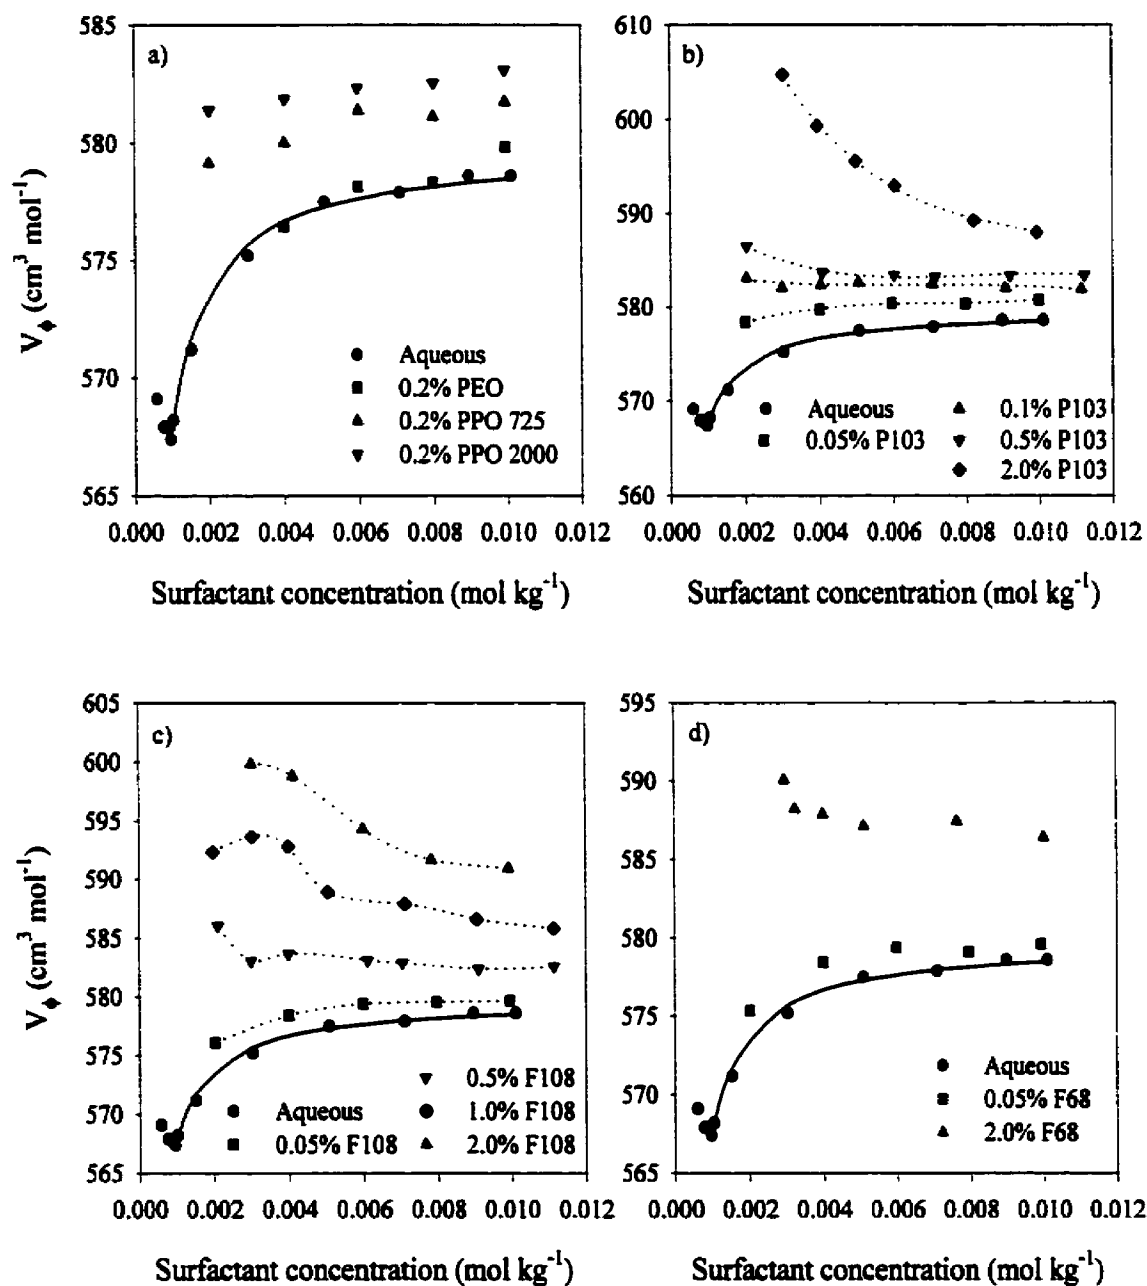 a)
585
580
575
570
565
V_ϕ (cm³ mol⁻¹)
Aqueous
0.2% PEO
0.2% PPO 725
0.2% PPO 2000
0.000 0.002 0.004 0.006 0.008 0.010 0.012
Surfactant concentration (mol kg⁻¹)
b)
610
600
590
580
570
560
Aqueous
0.05% P103
0.1% P103
0.5% P103
2.0% P103
0.000 0.002 0.004 0.006 0.008 0.010 0.012
Surfactant concentration (mol kg⁻¹)
c)
605
600
595
590
585
580
575
570
565
V_ϕ (cm³ mol⁻¹)
Aqueous
0.05% F108
0.5% F108
1.0% F108
2.0% F108
0.000 0.002 0.004 0.006 0.008 0.010 0.012
Surfactant concentration (mol kg⁻¹)
d)
595
590
585
580
575
570
565
Aqueous
0.05% F68
2.0% F68
0.000 0.002 0.004 0.006 0.008 0.010 0.012
Surfactant concentration (mol kg⁻¹)